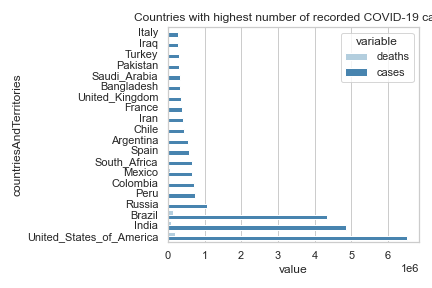 Countries with highest number of recorded COVID-19 ca
variable
deaths
cases
countriesAndTerritories
Italy
Iraq
Turkey
Pakistan
Saudi_Arabia
Bangladesh
United_Kingdom
France
Iran
Chile
Argentina
Spain
South_Africa
Mexico
Colombia
Peru
Russia
Brazil
India
United_States_of_America
0 1 2 3 4 5 6
1e6
value